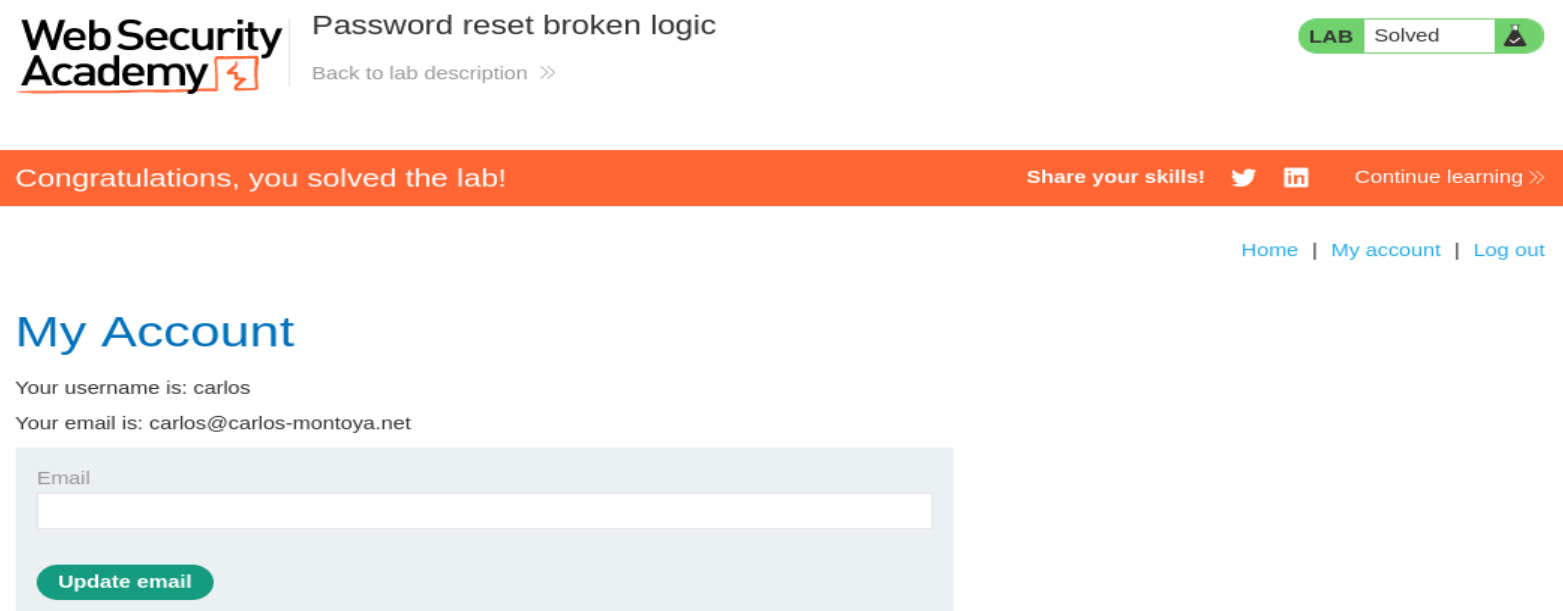 Web Security
Academy
Password reset broken logic
Back to lab description
LAB Solved
Congratulations, you solved the lab!
Share your skills!
Continue learning
Home | My account | Log out
My Account
Your username is: carlos
Your email is: carlos@carlos-montoya.net
Email
Update email